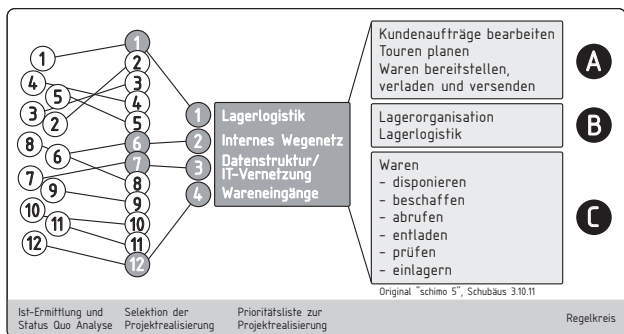 1
4
5
3
2
8
6
7
9
10
11
12
1
2
3
4
5
6
7
8
9
10
11
12
1 Lagerlogistik
2 Internes Wegenetz
3 Datenstruktur/
IT-Vernetzung
4 Wareneingänge
Kundenaufträge bearbeiten
Touren planen
Waren bereitstellen,
verladen und versenden
A
Lagerorganisation
Lagerlogistik
B
Waren
- disponieren
- beschaffen
- abrufen
- entladen
- prüfen
- einlagern
C
Original "schimo 5", Schubäus 3.10.11
Ist-Ermittlung und
Status Quo Analyse
Selektion der
Projektrealisierung
Prioritätsliste zur
Projektrealisierung
Regelkreis